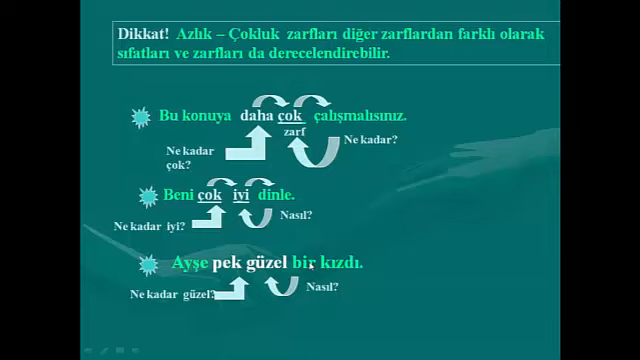 Dikkat! Azlık – Çokluk zarfları diğer zarflardan farklı olarak
sıfatları ve zarfları da derecelendirebilir.
Bu konuya daha çok çalışmalısınız.
zarf
Ne kadar?
Ne kadar
çok?
Beni çok iyi dinle.
Nasıl?
Ne kadar iyi?
Ayşe pek güzel bir kızdı.
Nasıl?
Ne kadar güzel?